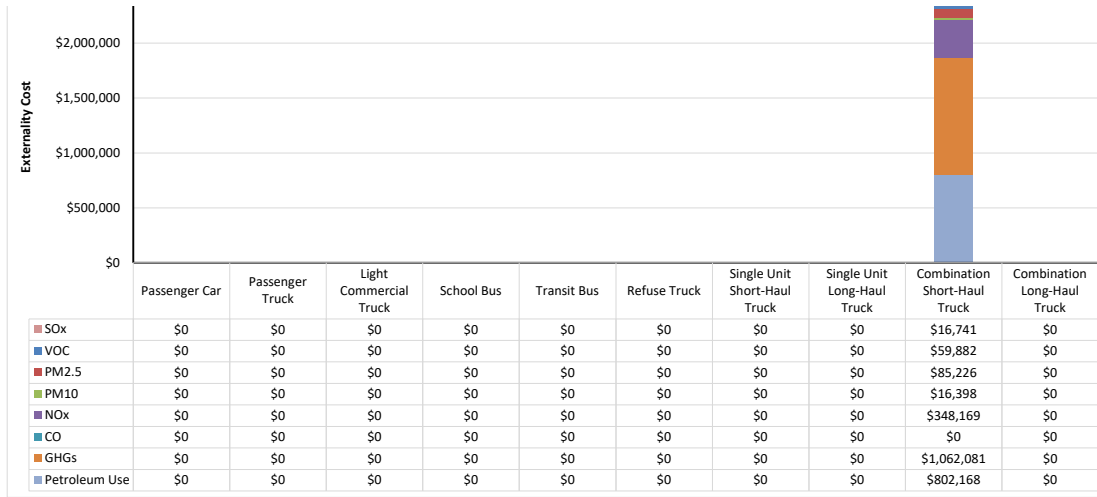 Externality Cost
$2,000,000
$1,500,000
$1,000,000
$500,000
$0
Passenger Car
Passenger
Truck
Light
Commercial
Truck
School Bus
Transit Bus
Refuse Truck
Single Unit
Short-Haul
Truck
Single Unit
Long-Haul
Truck
Combination
Short-Haul
Truck
Combination
Long-Haul
Truck
SOx $0 $0 $0 $0 $0 $0 $0 $0 $16,741 $0
VOC $0 $0 $0 $0 $0 $0 $0 $0 $59,882 $0
PM2.5 $0 $0 $0 $0 $0 $0 $0 $0 $85,226 $0
PM10 $0 $0 $0 $0 $0 $0 $0 $0 $16,398 $0
NOx $0 $0 $0 $0 $0 $0 $0 $0 $348,169 $0
CO $0 $0 $0 $0 $0 $0 $0 $0 $0 $0
GHGs $0 $0 $0 $0 $0 $0 $0 $0 $1,062,081 $0
Petroleum Use $0 $0 $0 $0 $0 $0 $0 $0 $802,168 $0